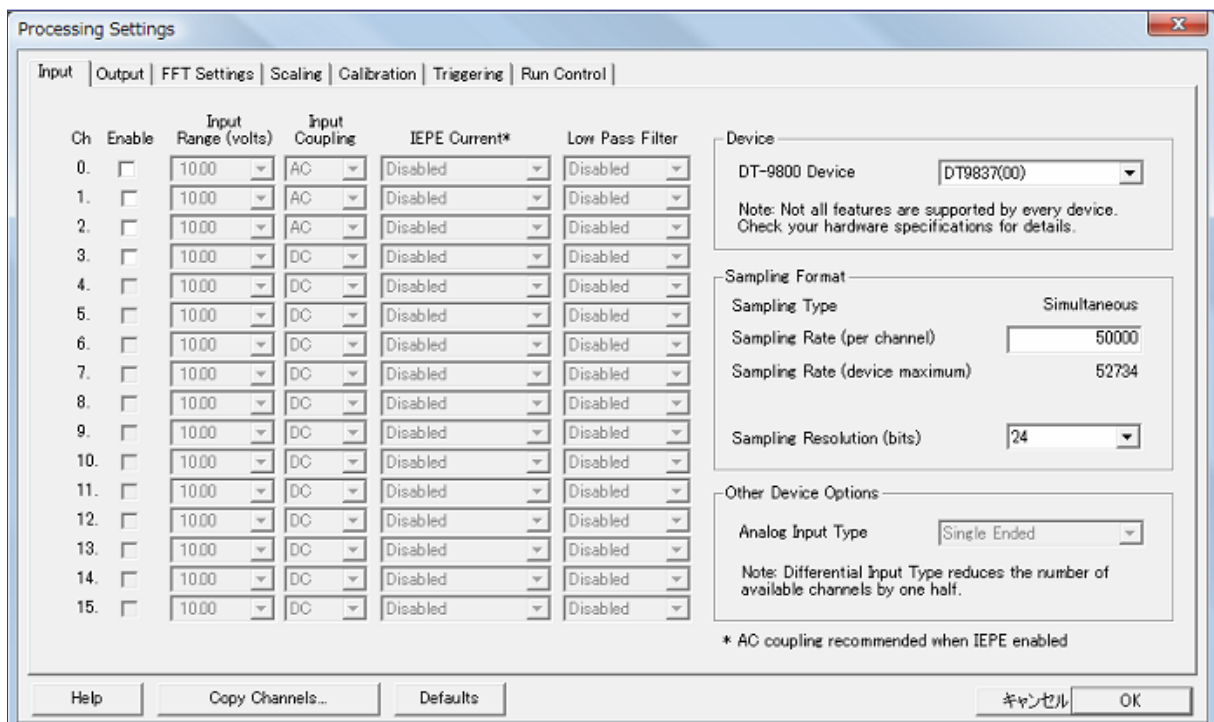 Processing Settings
Input Output FFT Settings Scaling Calibration Triggering Run Control
Ch Enable Input Range (volts) Input Coupling IEPE Current* Low Pass Filter
0. 10.00 AC Disabled Disabled
1. 10.00 AC Disabled Disabled
2. 10.00 AC Disabled Disabled
3. 10.00 DC Disabled Disabled
4. 10.00 DC Disabled Disabled
5. 10.00 DC Disabled Disabled
6. 10.00 DC Disabled Disabled
7. 10.00 DC Disabled Disabled
8. 10.00 DC Disabled Disabled
9. 10.00 DC Disabled Disabled
10. 10.00 DC Disabled Disabled
11. 10.00 DC Disabled Disabled
12. 10.00 DC Disabled Disabled
13. 10.00 DC Disabled Disabled
14. 10.00 DC Disabled Disabled
15. 10.00 DC Disabled Disabled
Device
DT-9800 Device DT9837(00)
Note: Not all features are supported by every device.
Check your hardware specifications for details.
Sampling Format
Sampling Type Simultaneous
Sampling Rate (per channel) 50000
Sampling Rate (device maximum) 52734
Sampling Resolution (bits) 24
Other Device Options
Analog Input Type Single Ended
Note: Differential Input Type reduces the number of
available channels by one half.
* AC coupling recommended when IEPE enabled
Help Copy Channels... Defaults キャンセル OK